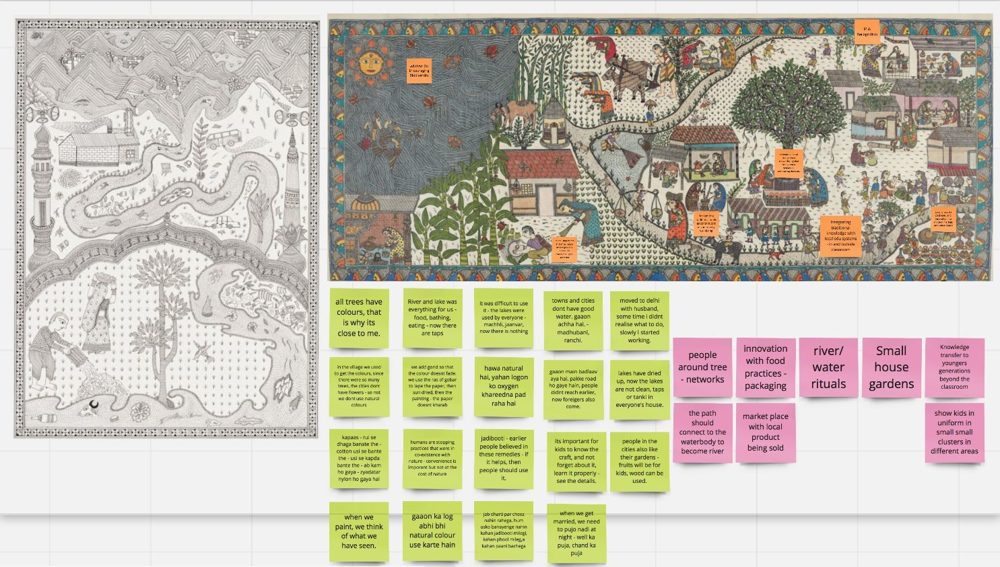 IP &
Recognition
Encouraging
Biodiversity
Integrating
traditional
knowledge with
local edu systems
- in and outside
classroom
all trees have
colours, that
is why its
close to me.
River and lake was
everything for us -
food, bathing,
eating - now there
are taps
it was difficult to use
it - the lakes were
used by everyone -
machhli, jaanvar,
now there is nothing
towns and cities
dont have good
water. gaaon
achha hai. -
madhubani,
ranchi.
moved to delhi
with husband,
some time i didnt
realise what to do,
slowly i started
working.
in the village we used
to get the colours, since
there were so many
trees, the cities dont
have flowers - so not
we dont use natural
colours
we add gond so that
the colour doesnt fade.
we use the ras of gobar
to lape the paper, then
sun dried, then the
painting - the paper
doesnt kharab
hawa natural
hai, yahan logon
ko oxygen
khareedna pad
raha hai
gaaon main badlaav
aya hai, pakke road
ho gaye hain, people
didnt reach earlier,
now foreigers also
come.
lakes have dried
up, now the lakes
are not clean, taps
or tanki in
everyone's house.
kapaas - rui se
dhaga banate the -
cotton usi se bante
the - usi se kapda
bante the - ab kam
ho gaya - zyadatar
nylon ho gaya hai
humans are stopping
practices that were in
co-existence with
nature - convenience is
imporant but not at the
cost of nature
jadibooti - earlier
people believed in
these remedies - if
it helps, then
people should use
it.
its important for
kids to know the
craft, and not
forget about it,
learn it properly -
see the details.
people in the
cities also like
their gardens -
fruits will be for
kids, wood can be
used.
when we
paint, we think
of what we
have seen.
gaaon ka log
abhi bhi
natural colour
use karte hain
jab dharti par cheez
nahin rahega, hum
usko banayenge nahin
kahan jadibooti milegi,
kahan phool mileg,a
kahan paani bachega
when we get
married, we need
to pujo nadi at
night - well ka
puja, chand ka
puja
people
around tree
- networks
innovation
with food
practices -
packaging
river/
water
rituals
Small
house
gardens
Knowledge
transfer to
youngers
generations
beyond the
classroom
the path
should
connect to the
waterbody to
become river
market place
with local
product
being sold
show kids in
uniform in
small small
clusters in
different areas